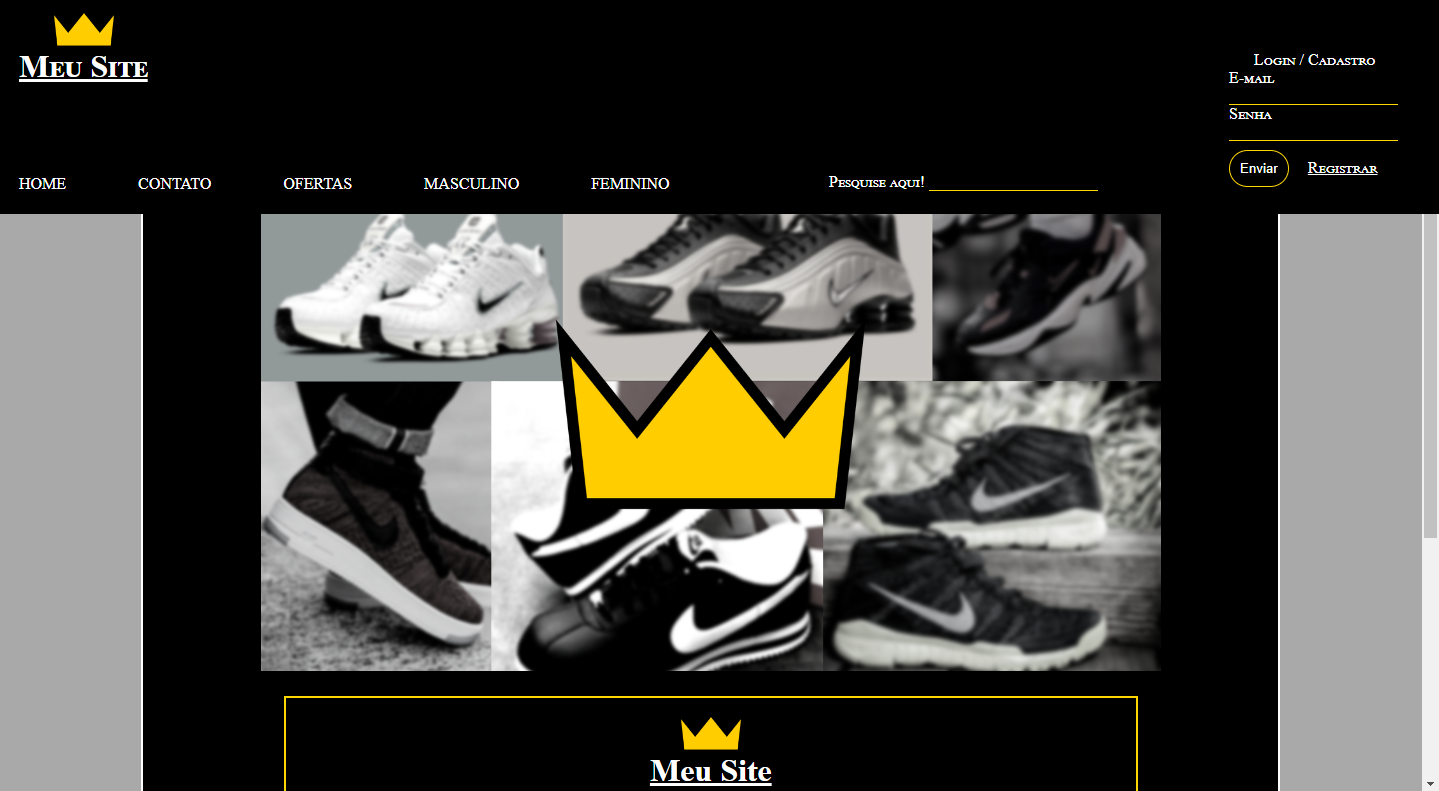 Meu Site
Login / Cadastro
E-mail
Senha
Enviar Registrar
HOME CONTATO OFERTAS MASCULINO FEMININO Pesquise aqui!
Meu Site